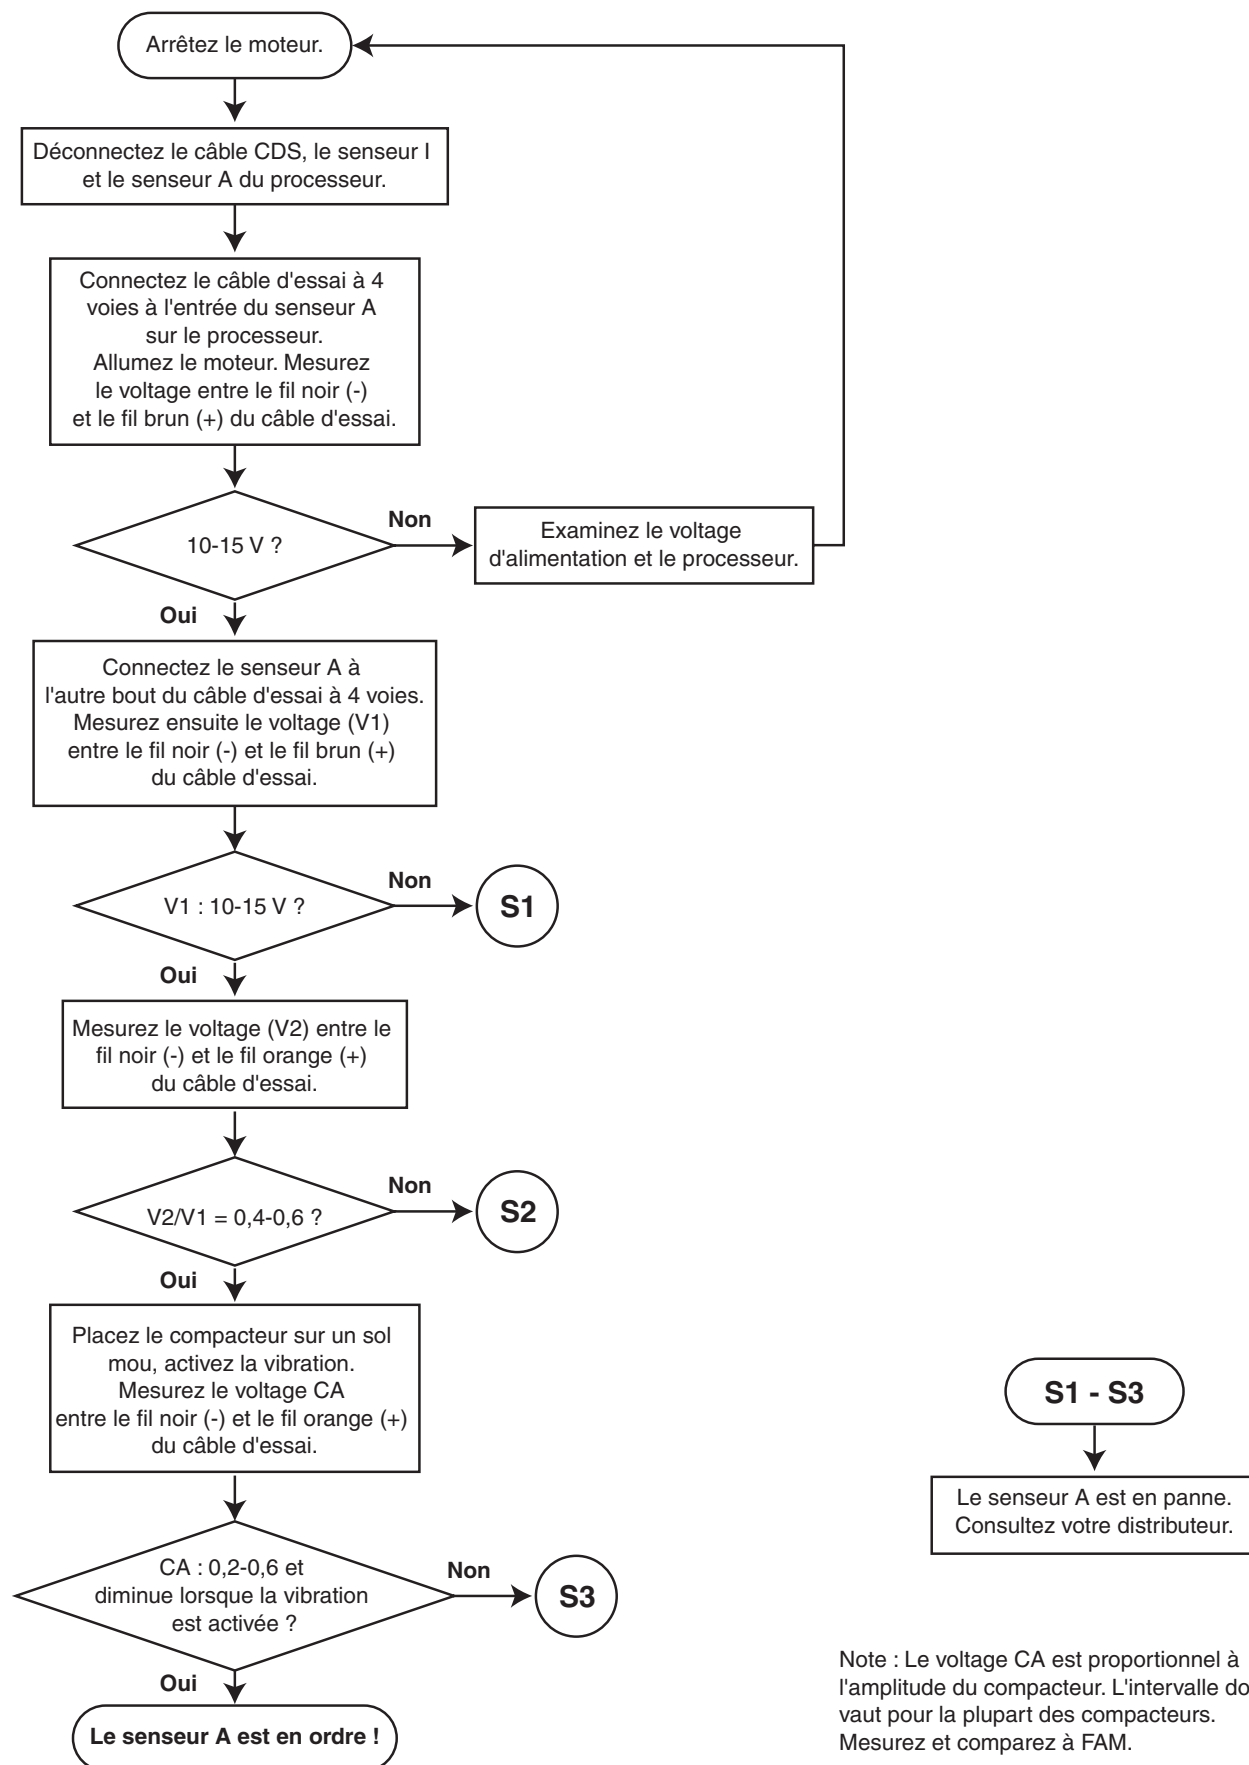 Arrêtez le moteur.
Déconnectez le câble CDS, le senseur I
et le senseur A du processeur.
Connectez le câble d'essai à 4
voies à l'entrée du senseur A
sur le processeur.
Allumez le moteur. Mesurez
le voltage entre le fil noir (-)
et le fil brun (+) du câble d'essai.
10-15 V ?
Non
Examinez le voltage
d'alimentation et le processeur.
Oui
Connectez le senseur A à
l'autre bout du câble d'essai à 4 voies.
Mesurez ensuite le voltage (V1)
entre le fil noir (-) et le fil brun (+)
du câble d'essai.
V1 : 10-15 V ?
Non
S1
Oui
Mesurez le voltage (V2) entre le
fil noir (-) et le fil orange (+)
du câble d'essai.
V2/V1 = 0,4-0,6 ?
Non
S2
Oui
Placez le compacteur sur un sol
mou, activez la vibration.
Mesurez le voltage CA
entre le fil noir (-) et le fil orange (+)
du câble d'essai.
CA : 0,2-0,6 et
diminue lorsque la vibration
est activée ?
Non
S3
Oui
Le senseur A est en ordre !
S1 - S3
Le senseur A est en panne.
Consultez votre distributeur.
Note : Le voltage CA est proportionnel à
l'amplitude du compacteur. L'intervalle do
vaut pour la plupart des compacteurs.
Mesurez et comparez à FAM.